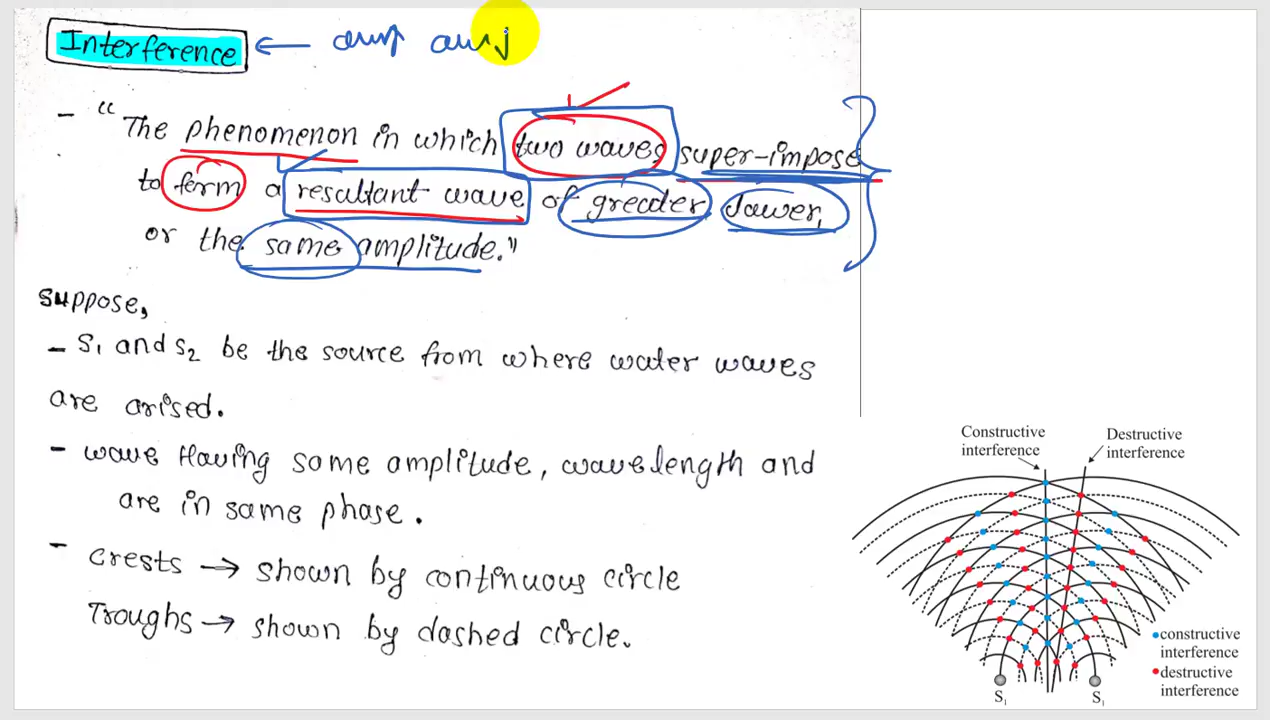 Interference ←
- "The phenomenon in which two waves super-impose
to form a resultant wave of greater, lower,
or the same amplitude."
suppose,
- S₁ and S₂ be the source from where water waves
are arised.
- wave Having same amplitude, wavelength and
are in same phase.
- crests → shown by continuous circle
Troughs → shown by dashed circle.
Constructive
interference
Destructive
interference
constructive
interference
destructive
interference
S₁
S₁